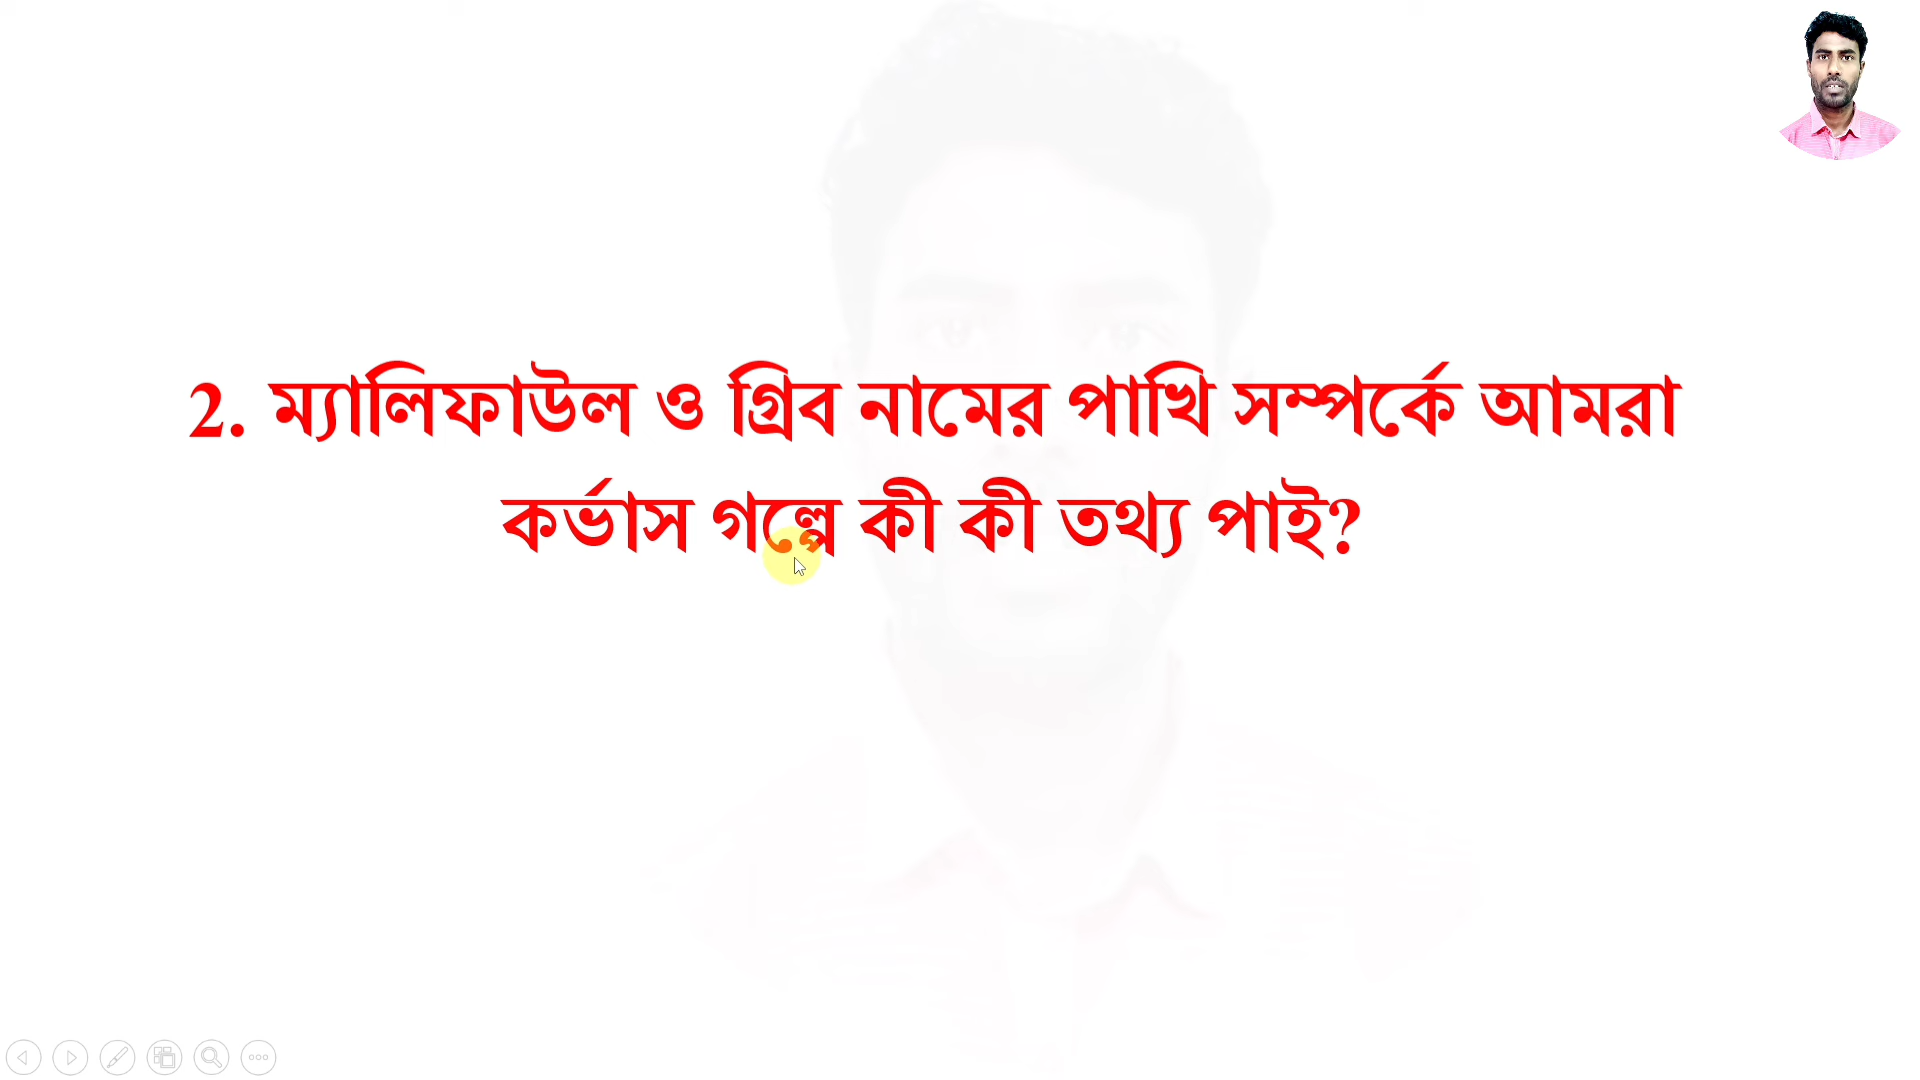 2. ম্যালিফাউল ও গ্রিব নামের পাখি সম্পর্কে আমরা
কর্ভাস গল্পে কী কী তথ্য পাই?